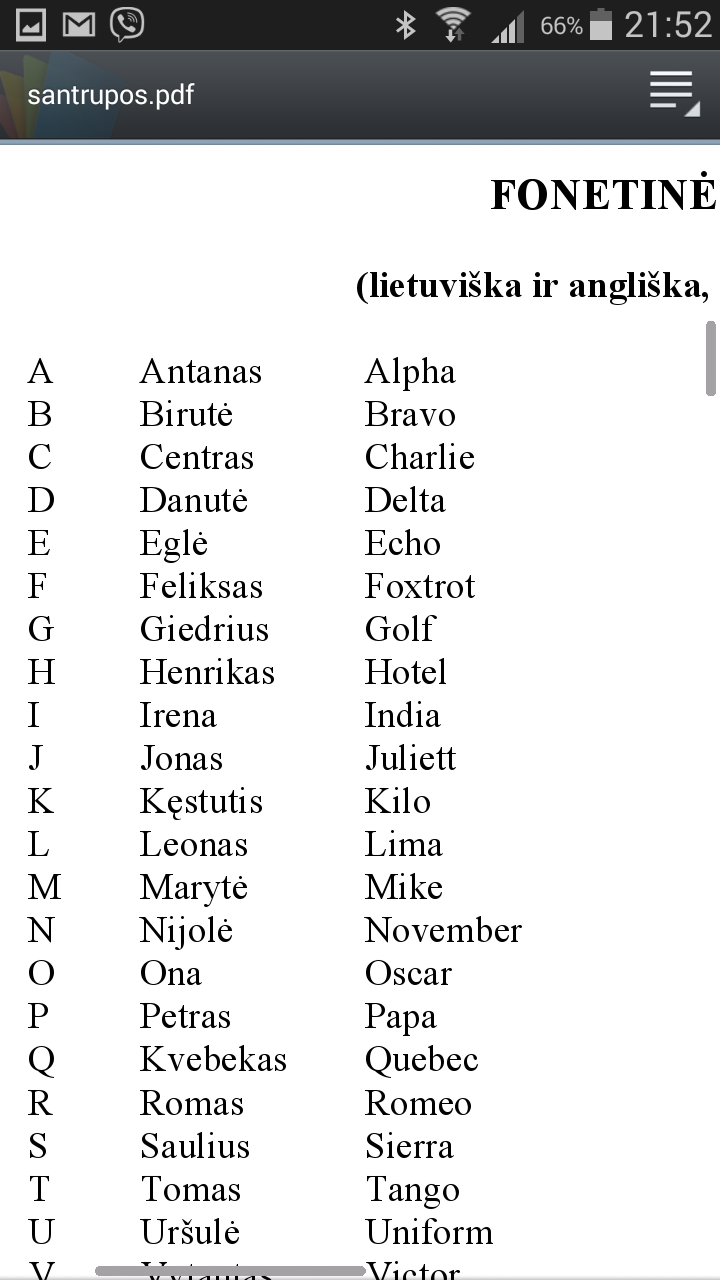 66% 21:52
santrupos.pdf
FONETINĖ
(lietuviška ir angliška,
A Antanas Alpha
B Birutė Bravo
C Centras Charlie
D Danutė Delta
E Eglė Echo
F Feliksas Foxtrot
G Giedrius Golf
H Henrikas Hotel
I Irena India
J Jonas Juliett
K Kęstutis Kilo
L Leonas Lima
M Marytė Mike
N Nijolė November
O Ona Oscar
P Petras Papa
Q Kvebekas Quebec
R Romas Romeo
S Saulius Sierra
T Tomas Tango
U Uršulė Uniform
V Vytautas Victor